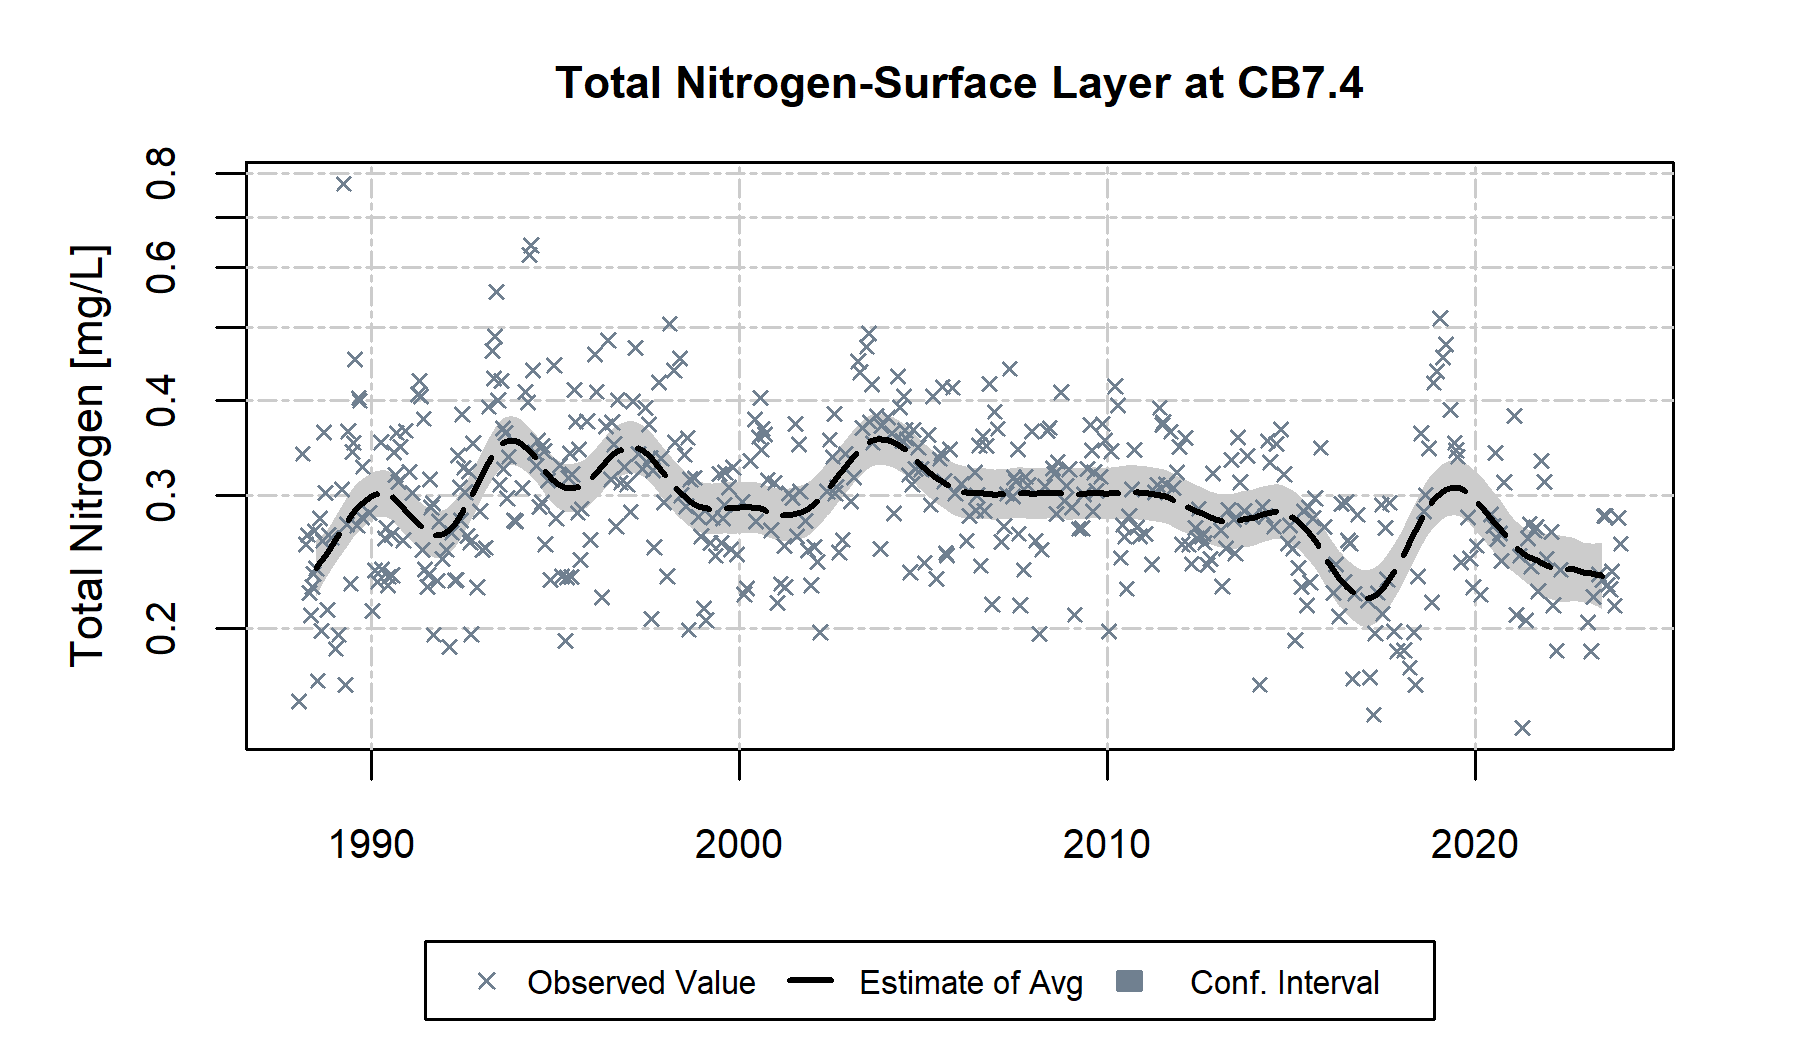 Total Nitrogen-Surface Layer at CB7.4
Total Nitrogen [mg/L]
0.8
0.6
0.4
0.3
0.2
1990 2000 2010 2020
Observed Value Estimate of Avg Conf. Interval